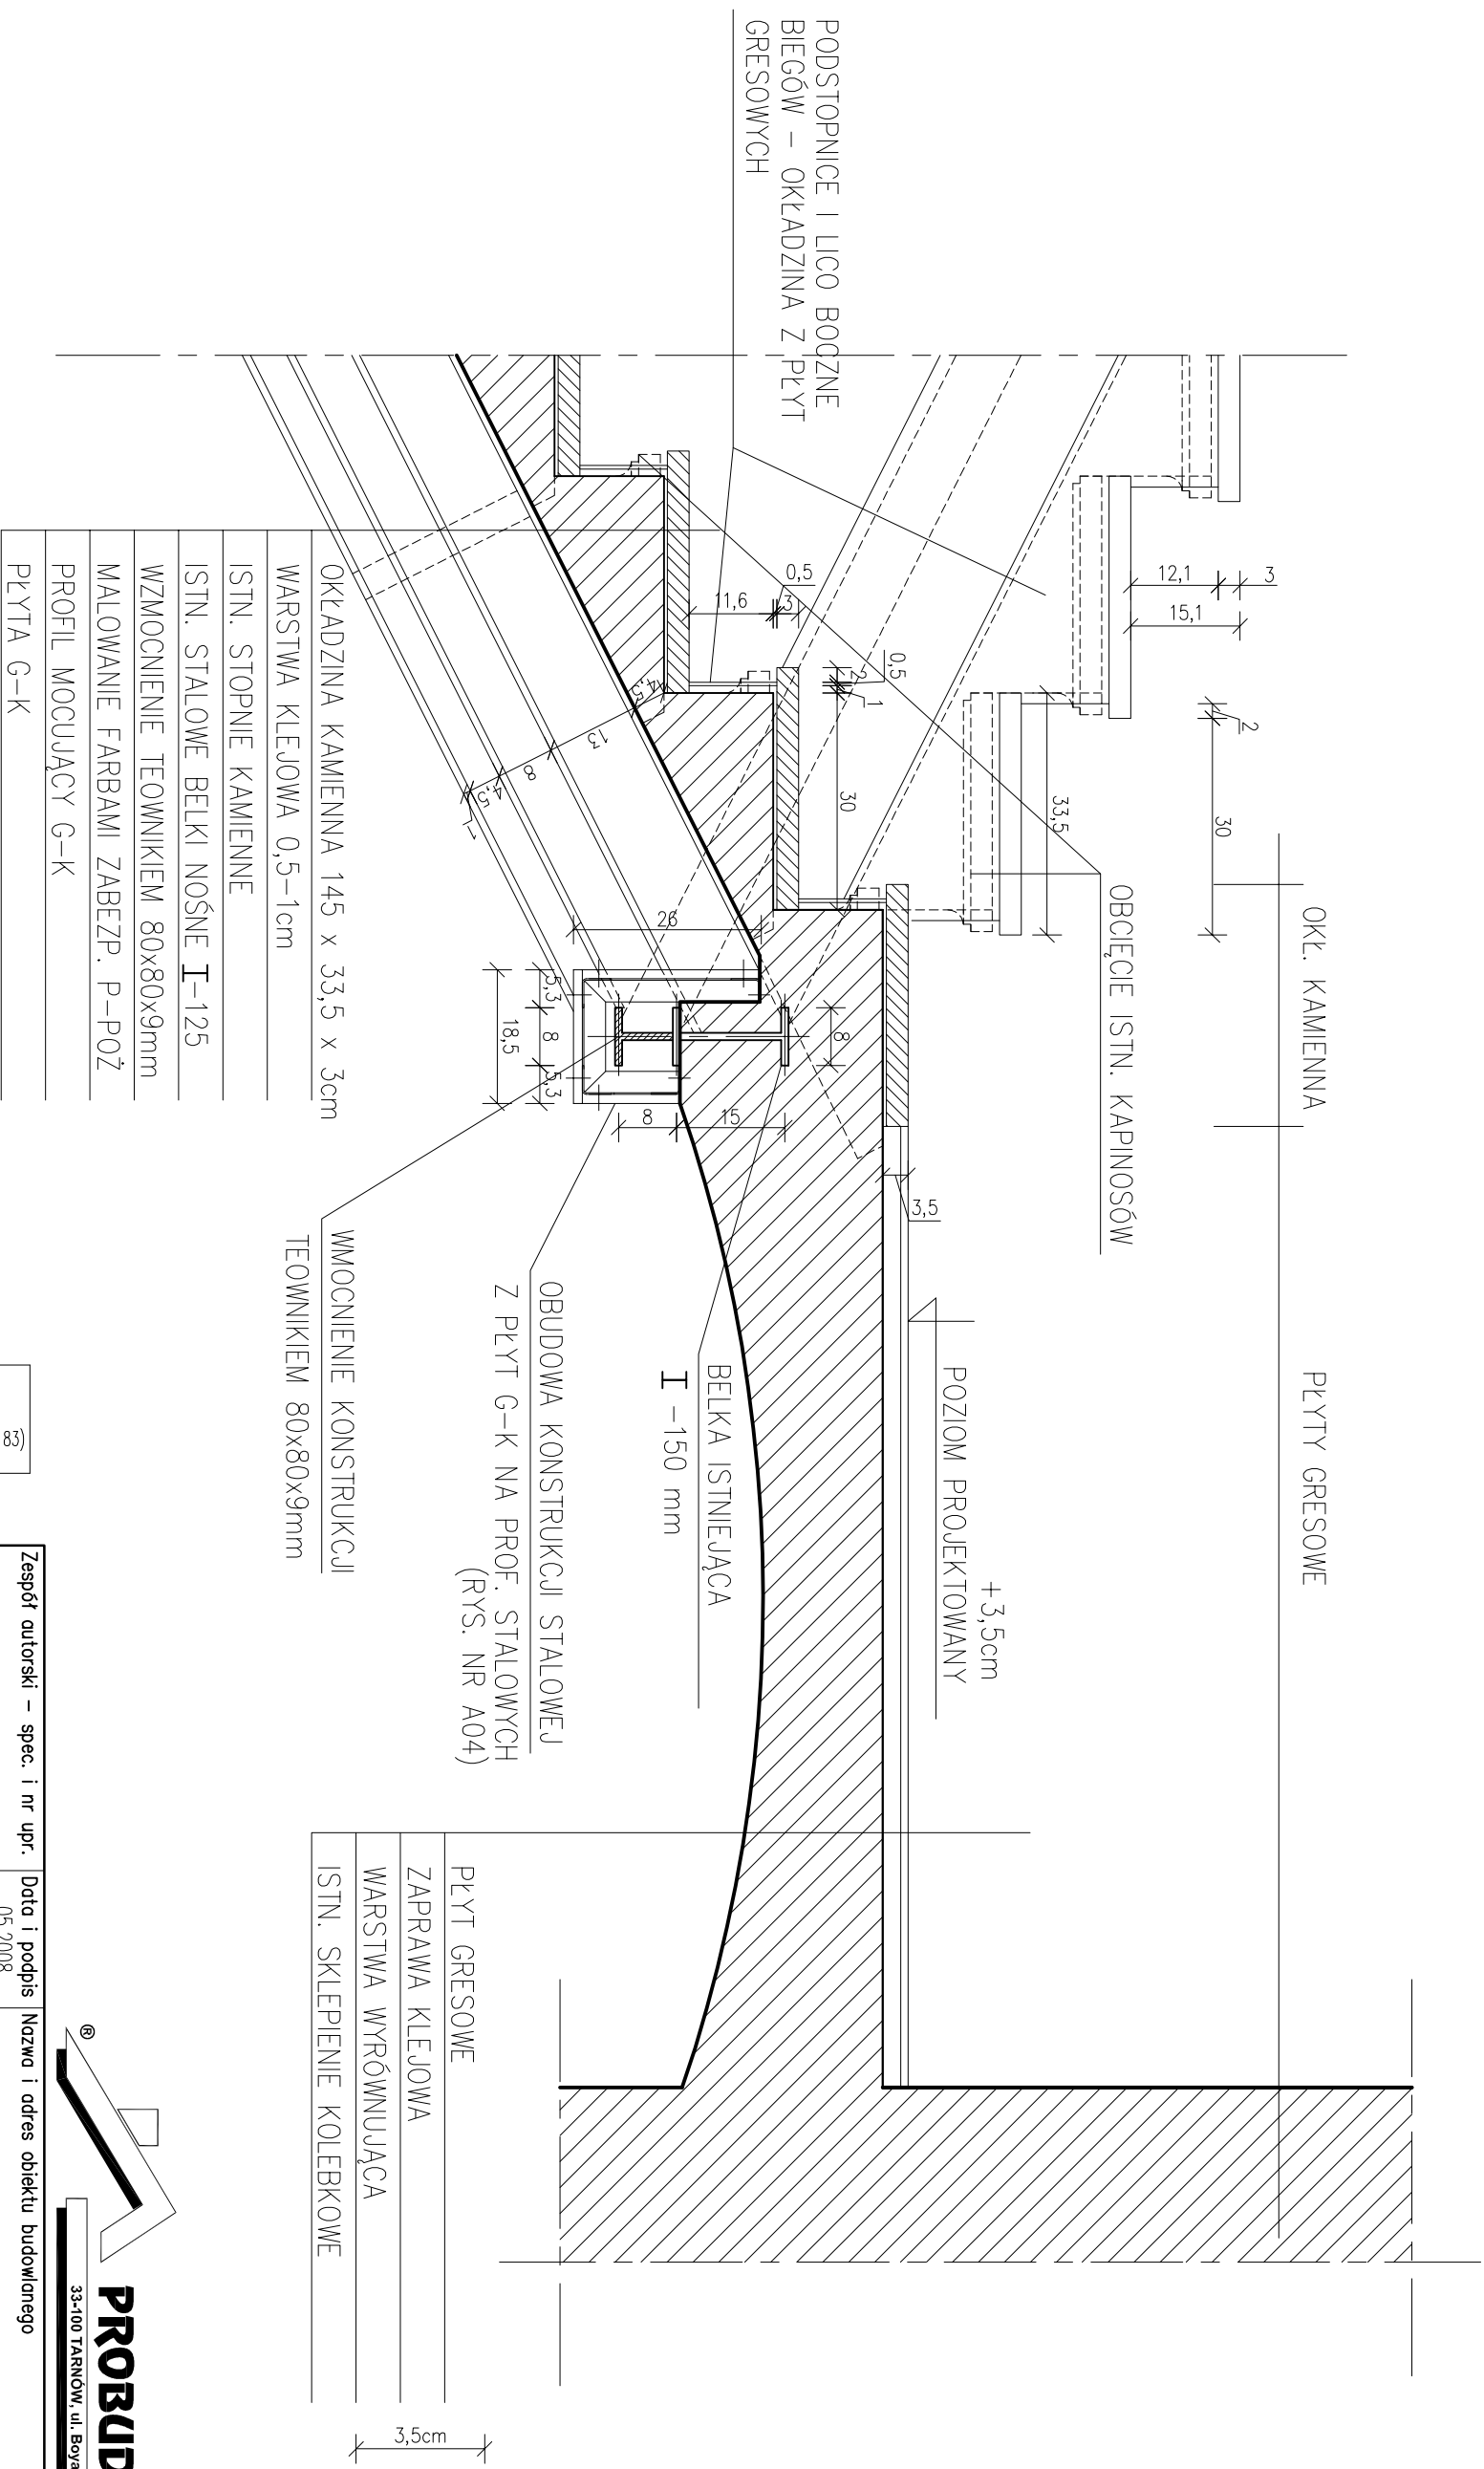 OKŁ. KAMIENNA
PŁYTY GRESOWE
30
2
33,5
3
12,1
15,1
OBCIĘCIE ISTN. KAPINOSÓW
+3,5cm
POZIOM PROJEKTOWANY
3,5
PODSTOPNICE I LICO BOCZNE
BIEGÓW - OKŁADZINA Z PŁYT
GRESOWYCH
0,5
11,6
3
0,5
2
1
30
8
BELKA ISTNIEJĄCA
I -150 mm
15
8
26
4,5
13
8
4,5
1
5,3
8
5,3
18,5
OBUDOWA KONSTRUKCJI STALOWEJ
Z PŁYT G-K NA PROF. STALOWYCH
(RYS. NR A04)
WMOCNIENIE KONSTRUKCJI
TEOWNIKIEM 80x80x9mm
OKŁADZINA KAMIENNA 145 x 33,5 x 3cm
WARSTWA KLEJOWA 0,5-1cm
ISTN. STOPNIE KAMIENNE
ISTN. STALOWE BELKI NOŚNE I-125
WZMOCNIENIE TEOWNIKIEM 80x80x9mm
MALOWANIE FARBAMI ZABEZP. P-POŻ
PROFIL MOCUJĄCY G-K
PŁYTA G-K
PŁYT GRESOWE
ZAPRAWA KLEJOWA
WARSTWA WYRÓWNUJĄCA
ISTN. SKLEPIENIE KOLEBKOWE
3,5cm
83)
®
PROBUD
33-100 TARNÓW, ul. Boya
Zespół autorski - spec. i nr upr.
Data i podpis
Nazwa i adres obiektu budowlanego
05.2008